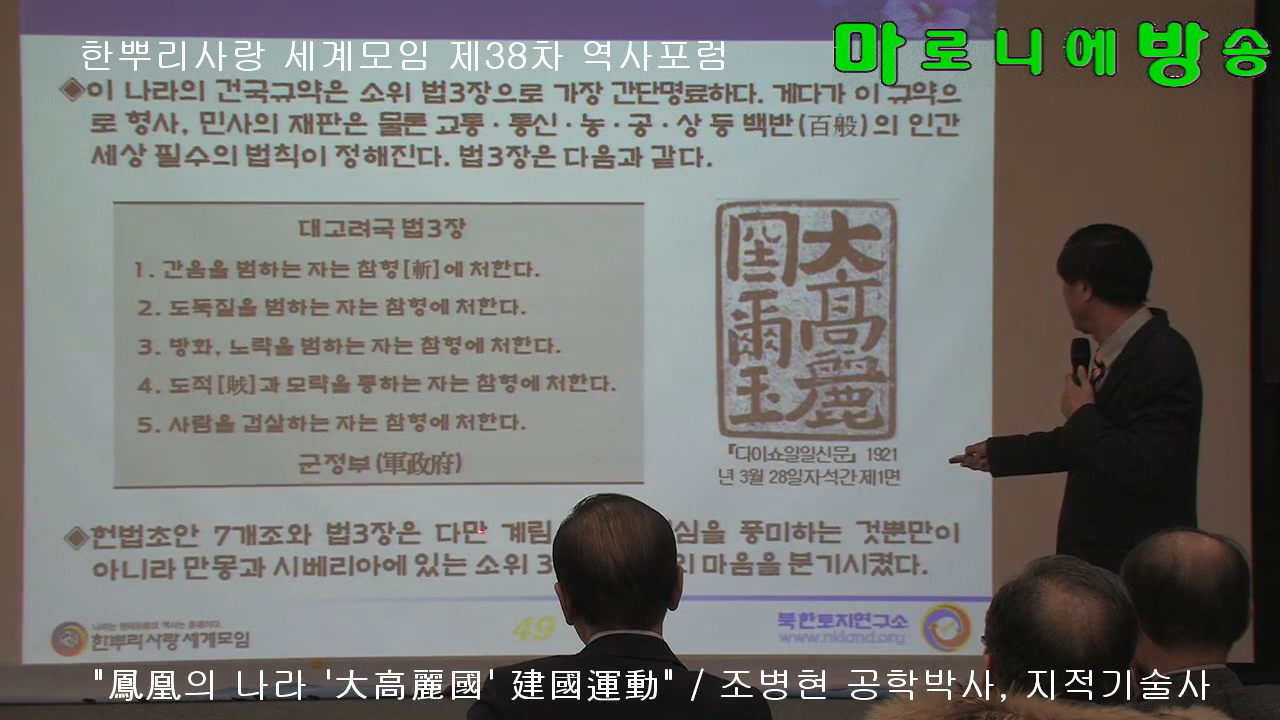 한뿌리사랑 세계모임 제38차 역사포럼
마로니에방송
◈이 나라의 건국규약은 소위 법3장으로 가장 간단명료하다. 게다가 이 규약으
로 형사, 민사의 재판은 물론 교통·통신·농·공·상 등 백반(百般)의 인간
세상 필수의 법칙이 정해진다. 법3장은 다음과 같다.
대고려국 법3장
1. 간음을 범하는 자는 참형[斬]에 처한다.
2. 도둑질을 범하는 자는 참형에 처한다.
3. 방화, 노략을 범하는 자는 참형에 처한다.
4. 도적[賊]과 모략을 통하는 자는 참형에 처한다.
5. 사람을 겁살하는 자는 참형에 처한다.
군정부(軍政府)
大高麗
國璽玉
『다이쇼일일신문』 1921
년 3월 28일자석간 제1면
◈헌법초안 7개조와 법3장은 다만 계림 심을 풍미하는 것뿐만이
아니라 만몽과 시베리아에 있는 소위 3 의 마음을 분기시켰다.
한뿌리사랑세계모임
49
북한토지연구소
www.nkland.org
"鳳凰의 나라 '大高麗國' 建國運動" / 조병현 공학박사, 지적기술사